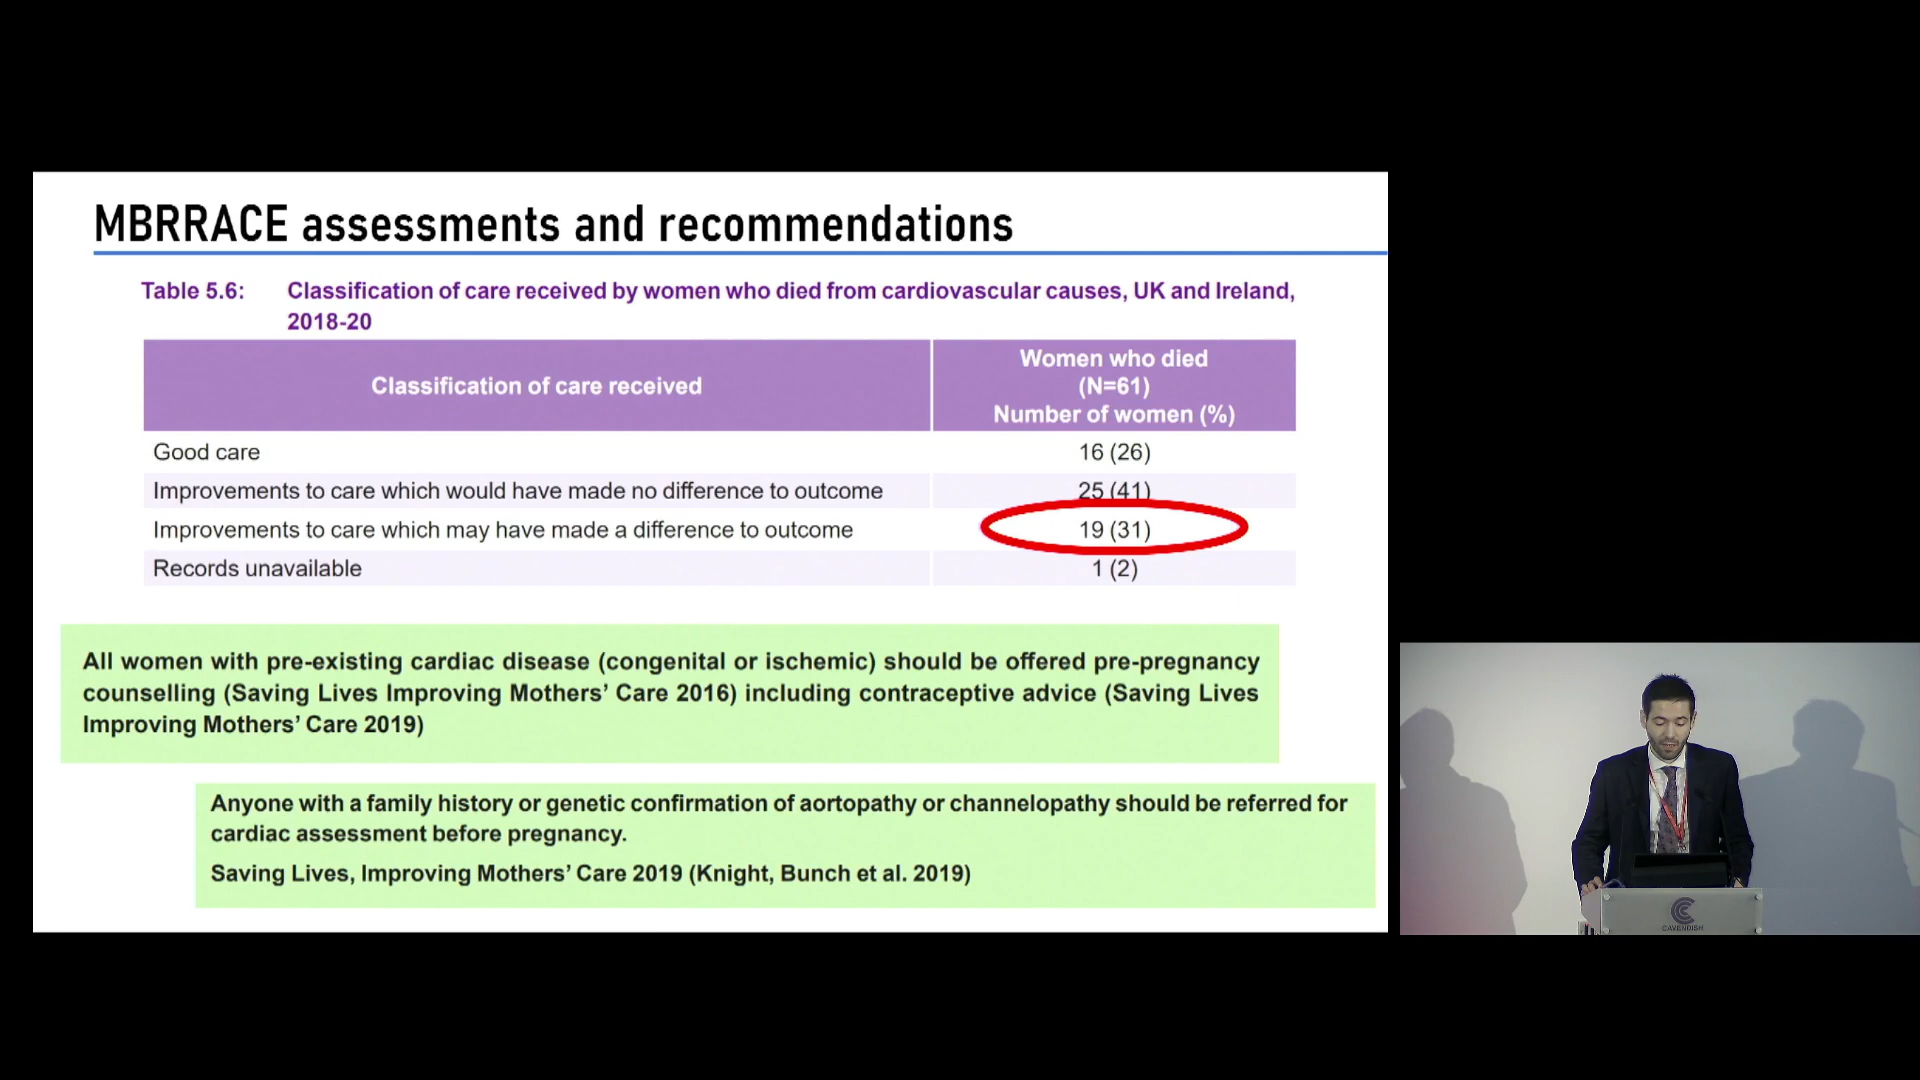 MBRRACE assessments and recommendations
Table 5.6: Classification of care received by women who died from cardiovascular causes, UK and Ireland,
2018-20
Classification of care received
Women who died
(N=61)
Number of women (%)
Good care 16 (26)
Improvements to care which would have made no difference to outcome 25 (41)
Improvements to care which may have made a difference to outcome 19 (31)
Records unavailable 1 (2)
All women with pre-existing cardiac disease (congenital or ischemic) should be offered pre-pregnancy
counselling (Saving Lives Improving Mothers’ Care 2016) including contraceptive advice (Saving Lives
Improving Mothers’ Care 2019)
Anyone with a family history or genetic confirmation of aortopathy or channelopathy should be referred for
cardiac assessment before pregnancy.
Saving Lives, Improving Mothers’ Care 2019 (Knight, Bunch et al. 2019)
CAVENDISH